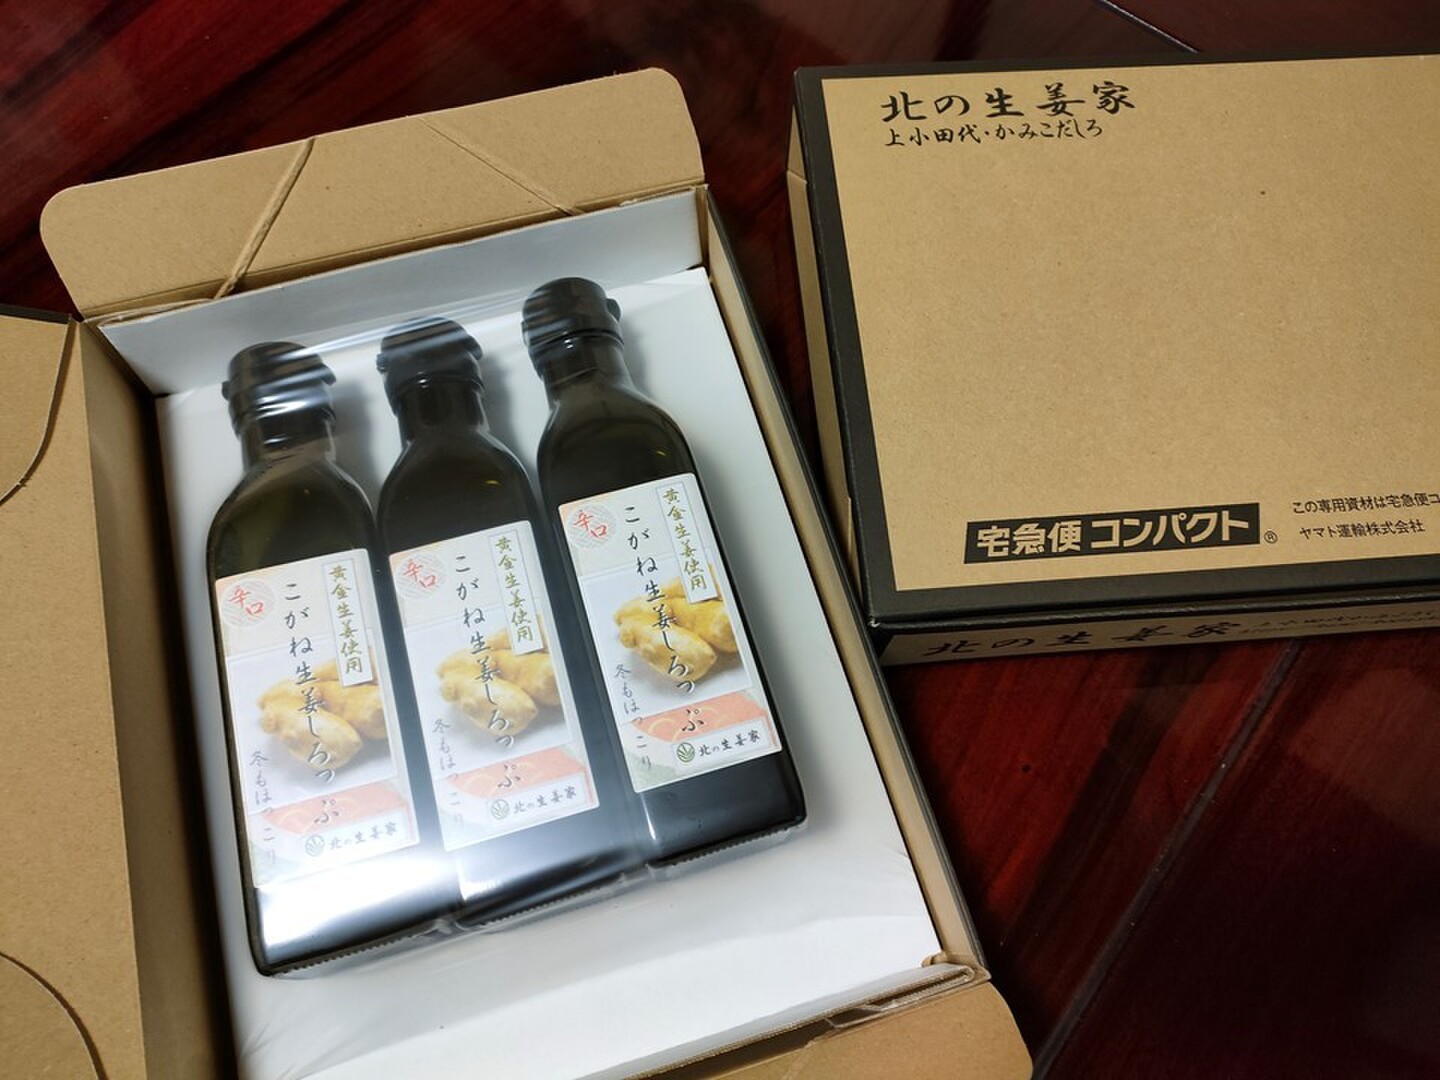 北の生姜家
上小田代・かみこだしろ
宅急便コンパクト®
この専用資材は宅急便コ
ヤマト運輸株式会社
北の生姜家
黄金生姜使用
辛口
こがね生姜しろっぷ
冬もほっこり
北の生姜家
黄金生姜使用
辛口
こがね生姜しろっぷ
冬もほっこり
北の生姜家
黄金生姜使用
辛口
こがね生姜しろっぷ
冬もほっこり
北の生姜家